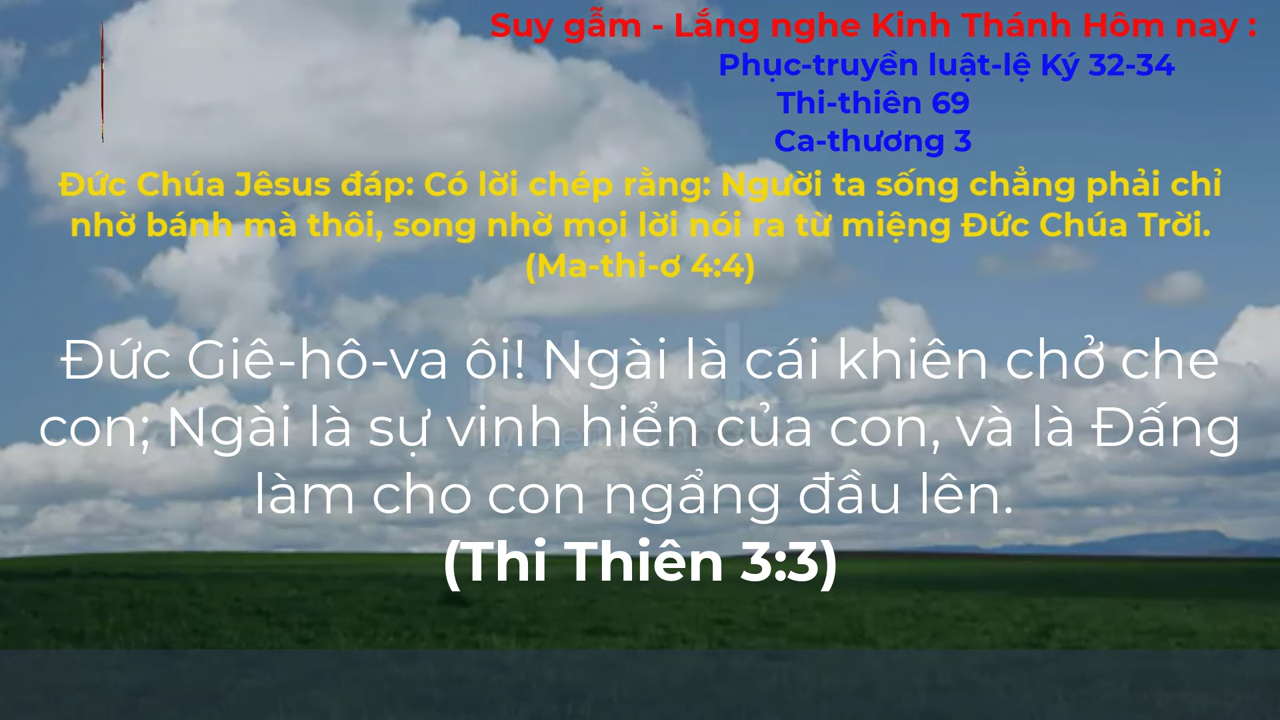 Suy gẫm - Lắng nghe Kinh Thánh Hôm nay :
Phục-truyền luật-lệ Ký 32-34
Thi-thiên 69
Ca-thương 3
Đức Chúa Jêsus đáp: Có lời chép rằng: Người ta sống chẳng phải chỉ
nhờ bánh mà thôi, song nhờ mọi lời nói ra từ miệng Đức Chúa Trời.
(Ma-thi-ơ 4:4)
Đức Giê-hô-va ôi! Ngài là cái khiên chở che
con; Ngài là sự vinh hiển của con, và là Đấng
làm cho con ngẩng đầu lên.
(Thi Thiên 3:3)